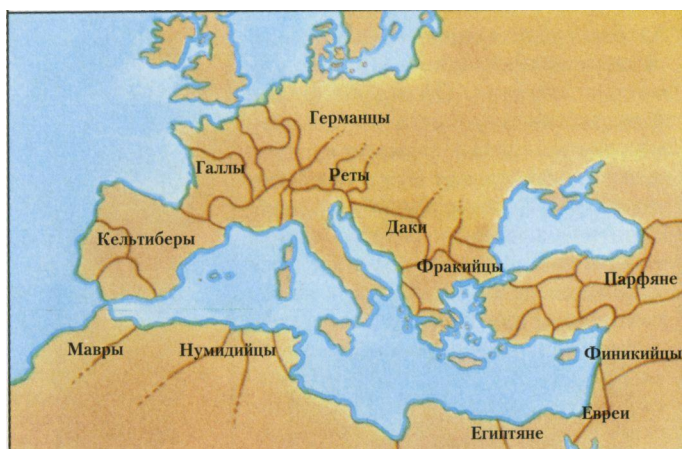 Германцы
Галлы
Реты
Даки
Кельтиберы
Фракийцы
Парфяне
Мавры
Нумидийцы
Финикийцы
Евреи
Египтяне